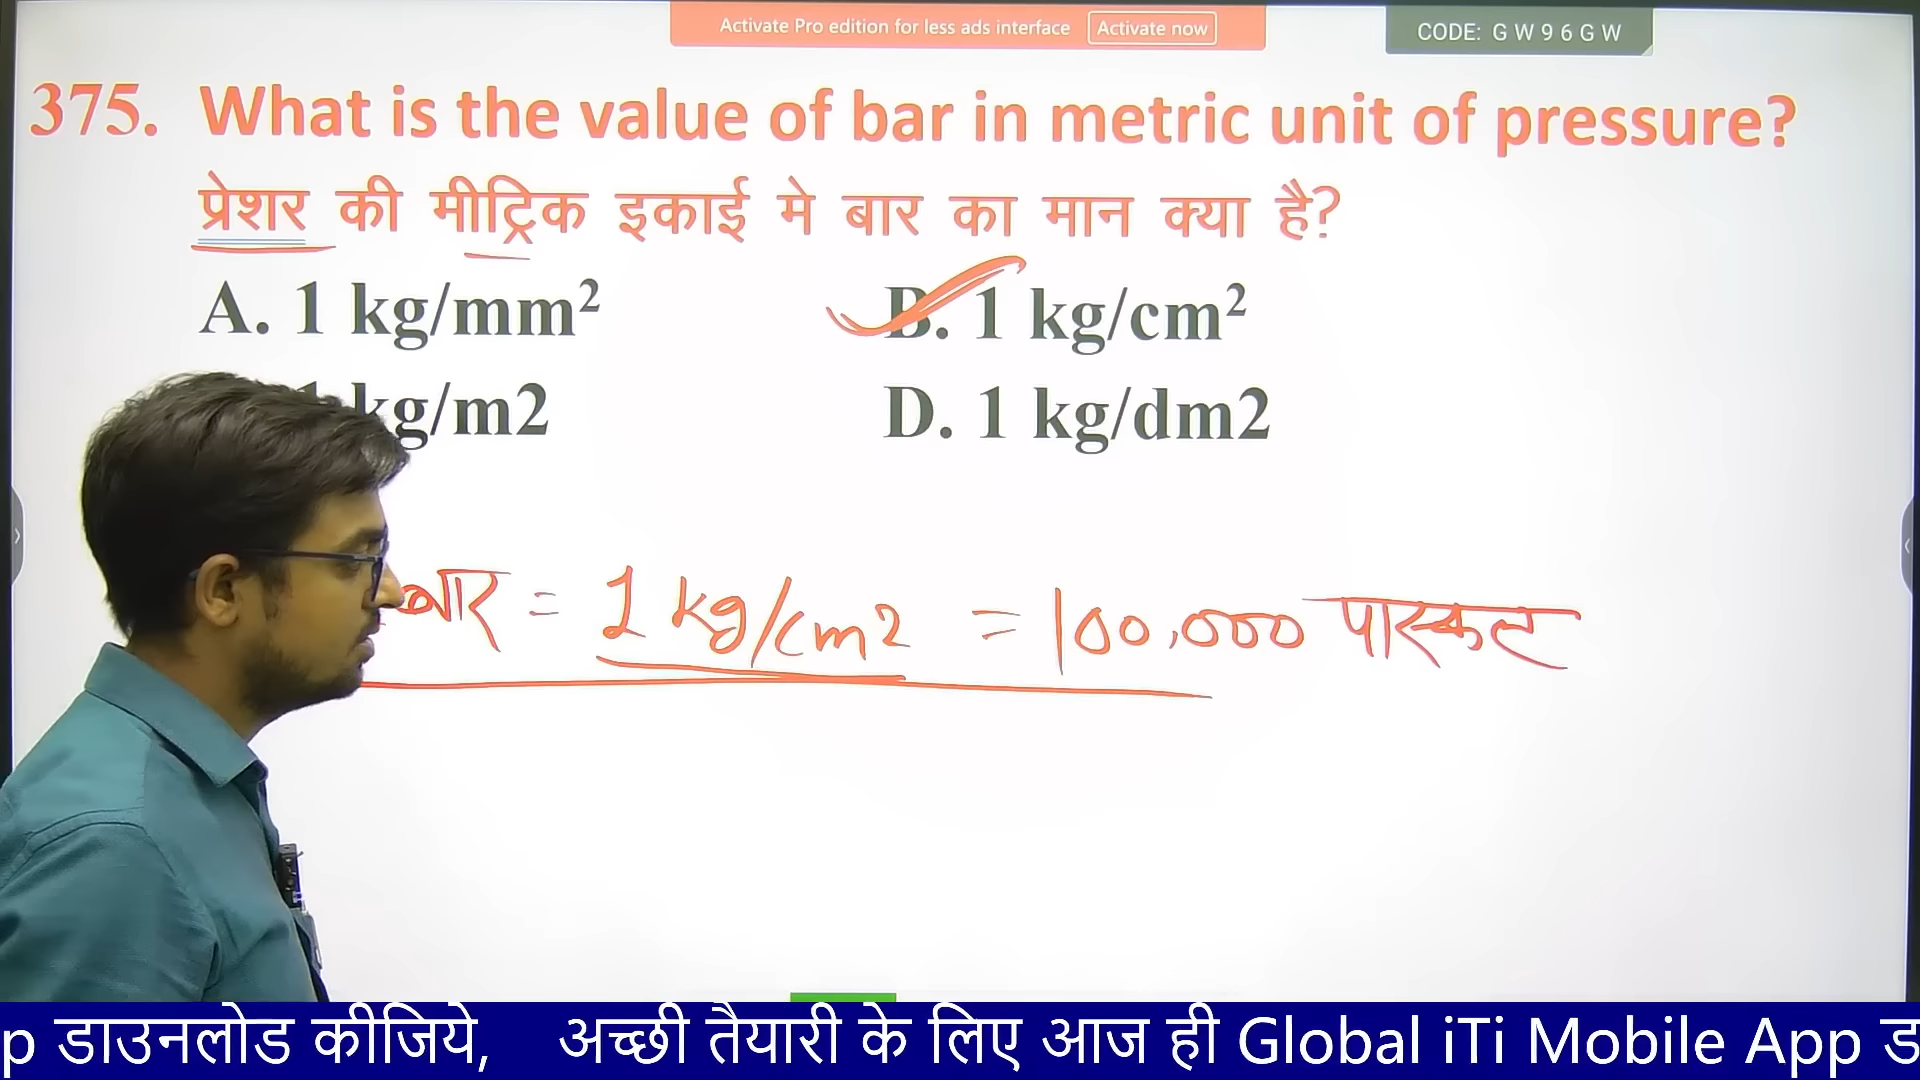 Activate Pro edition for less ads interface Activate now
CODE: G W 9 6 G W
375. What is the value of bar in metric unit of pressure?
प्रेशर की मीट्रिक इकाई मे बार का मान क्या है?
A. 1 kg/mm² B. 1 kg/cm²
kg/m2 D. 1 kg/dm2
बार = 1 kg/cm2 = 100,000 पास्कल
p डाउनलोड कीजिये, अच्छी तैयारी के लिए आज ही Global iTi Mobile App ड